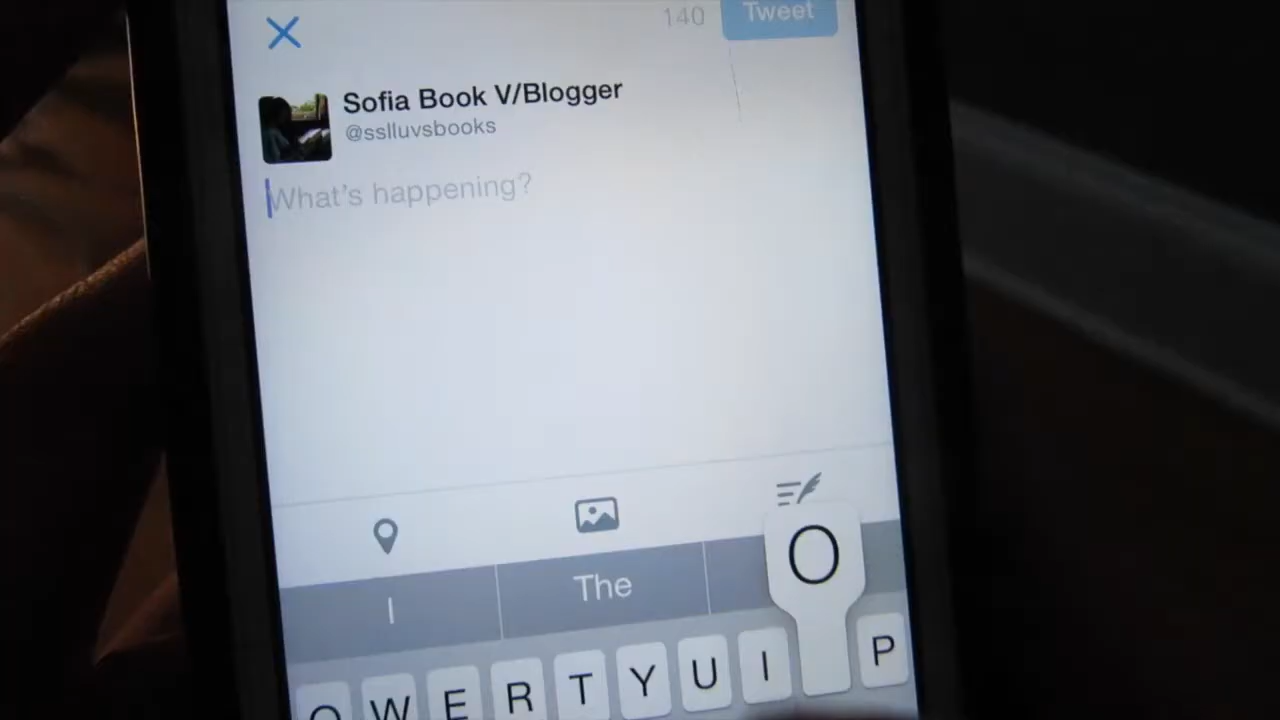 140 Tweet
Sofia Book V/Blogger
@sslluvsbooks
What's happening?
I The
O
Q W E R T Y U I P